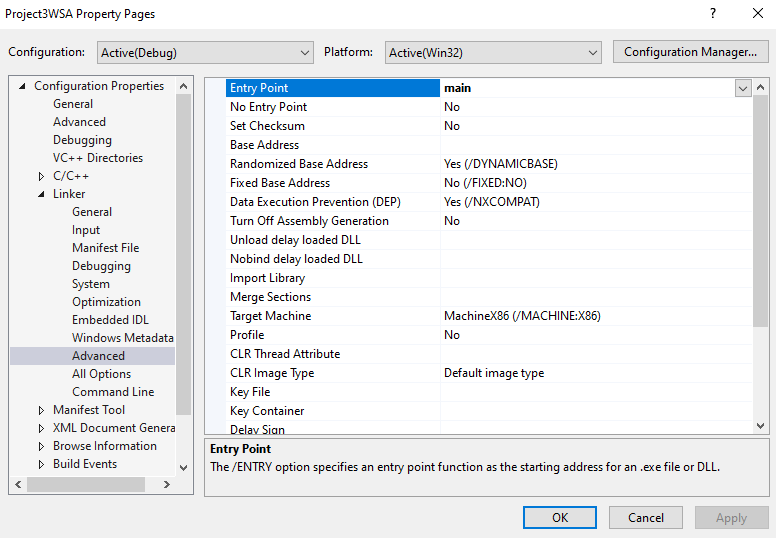 Project3WSA Property Pages
?
Configuration: Active(Debug) Platform: Active(Win32) Configuration Manager...
Configuration Properties
General
Advanced
Debugging
VC++ Directories
C/C++
Linker
General
Input
Manifest File
Debugging
System
Optimization
Embedded IDL
Windows Metadata
Advanced
All Options
Command Line
Manifest Tool
XML Document Genera
Browse Information
Build Events
Entry Point main
No Entry Point No
Set Checksum No
Base Address
Randomized Base Address Yes (/DYNAMICBASE)
Fixed Base Address No (/FIXED:NO)
Data Execution Prevention (DEP) Yes (/NXCOMPAT)
Turn Off Assembly Generation No
Unload delay loaded DLL
Nobind delay loaded DLL
Import Library
Merge Sections
Target Machine MachineX86 (/MACHINE:X86)
Profile No
CLR Thread Attribute
CLR Image Type Default image type
Key File
Key Container
Delay Sign
Entry Point
The /ENTRY option specifies an entry point function as the starting address for an .exe file or DLL.
OK Cancel Apply